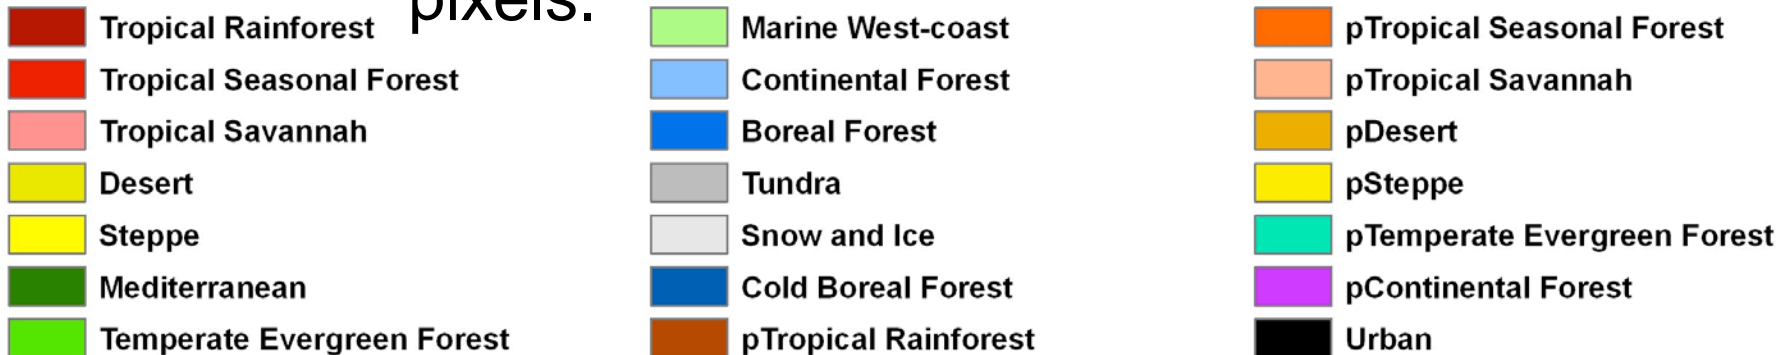 pixels.
Tropical Rainforest
Tropical Seasonal Forest
Tropical Savannah
Desert
Steppe
Mediterranean
Temperate Evergreen Forest
Marine West-coast
Continental Forest
Boreal Forest
Tundra
Snow and Ice
Cold Boreal Forest
pTropical Rainforest
pTropical Seasonal Forest
pTropical Savannah
pDesert
pSteppe
pTemperate Evergreen Forest
pContinental Forest
Urban